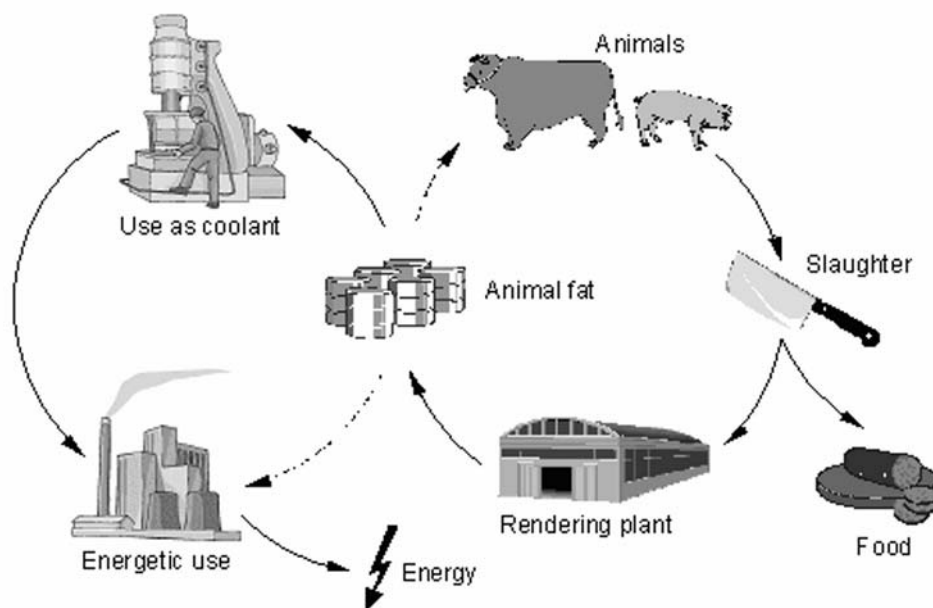 Animals
Use as coolant
Slaughter
Animal fat
Rendering plant
Food
Energetic use
Energy